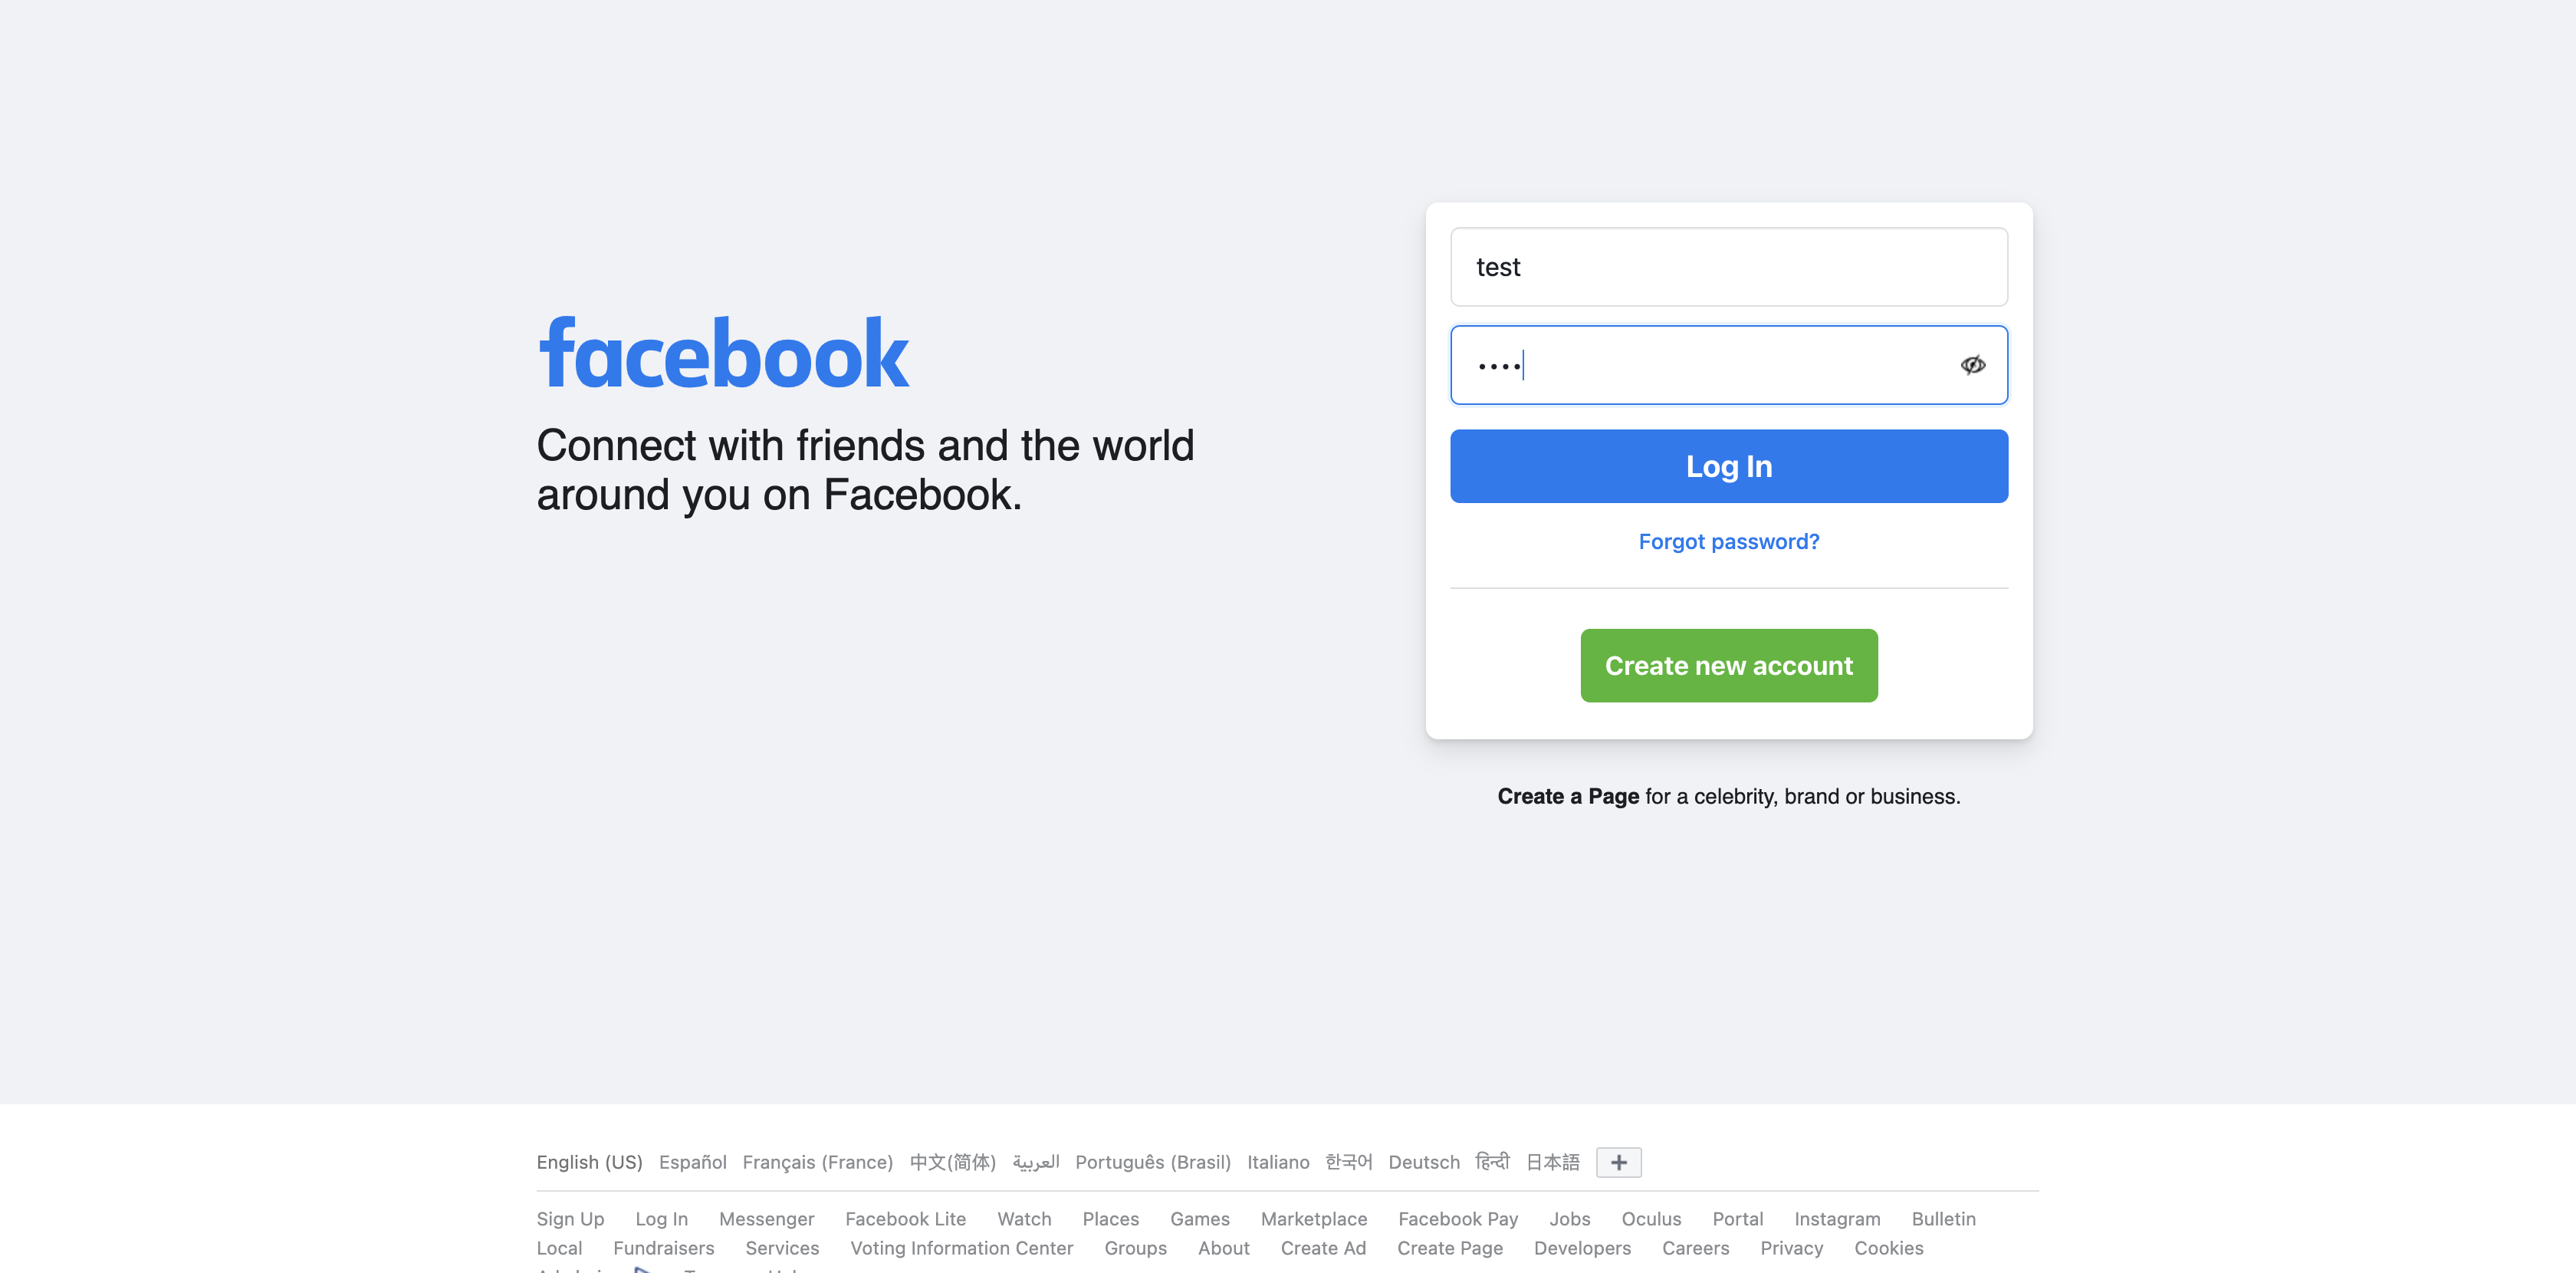 facebook
Connect with friends and the world
around you on Facebook.
test
••••
Log In
Forgot password?
Create new account
Create a Page for a celebrity, brand or business.
English (US) Español Français (France) 中文(简体) العربية Português (Brasil) Italiano 한국어 Deutsch हिन्दी 日本語 +
Sign Up Log In Messenger Facebook Lite Watch Places Games Marketplace Facebook Pay Jobs Oculus Portal Instagram Bulletin
Local Fundraisers Services Voting Information Center Groups About Create Ad Create Page Developers Careers Privacy Cookies